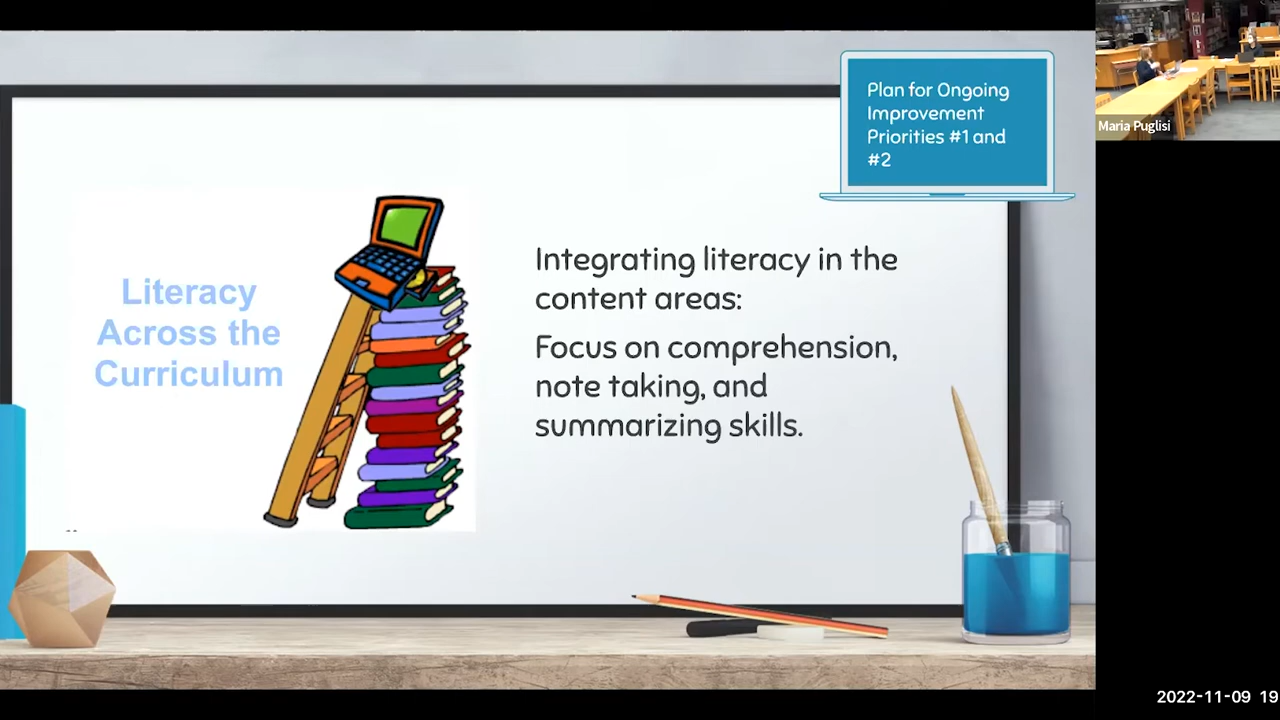 Plan for Ongoing
Improvement
Priorities #1 and
#2
Maria Puglisi
Literacy
Across the
Curriculum
Integrating literacy in the
content areas:
Focus on comprehension,
note taking, and
summarizing skills.
--
2022-11-09 19